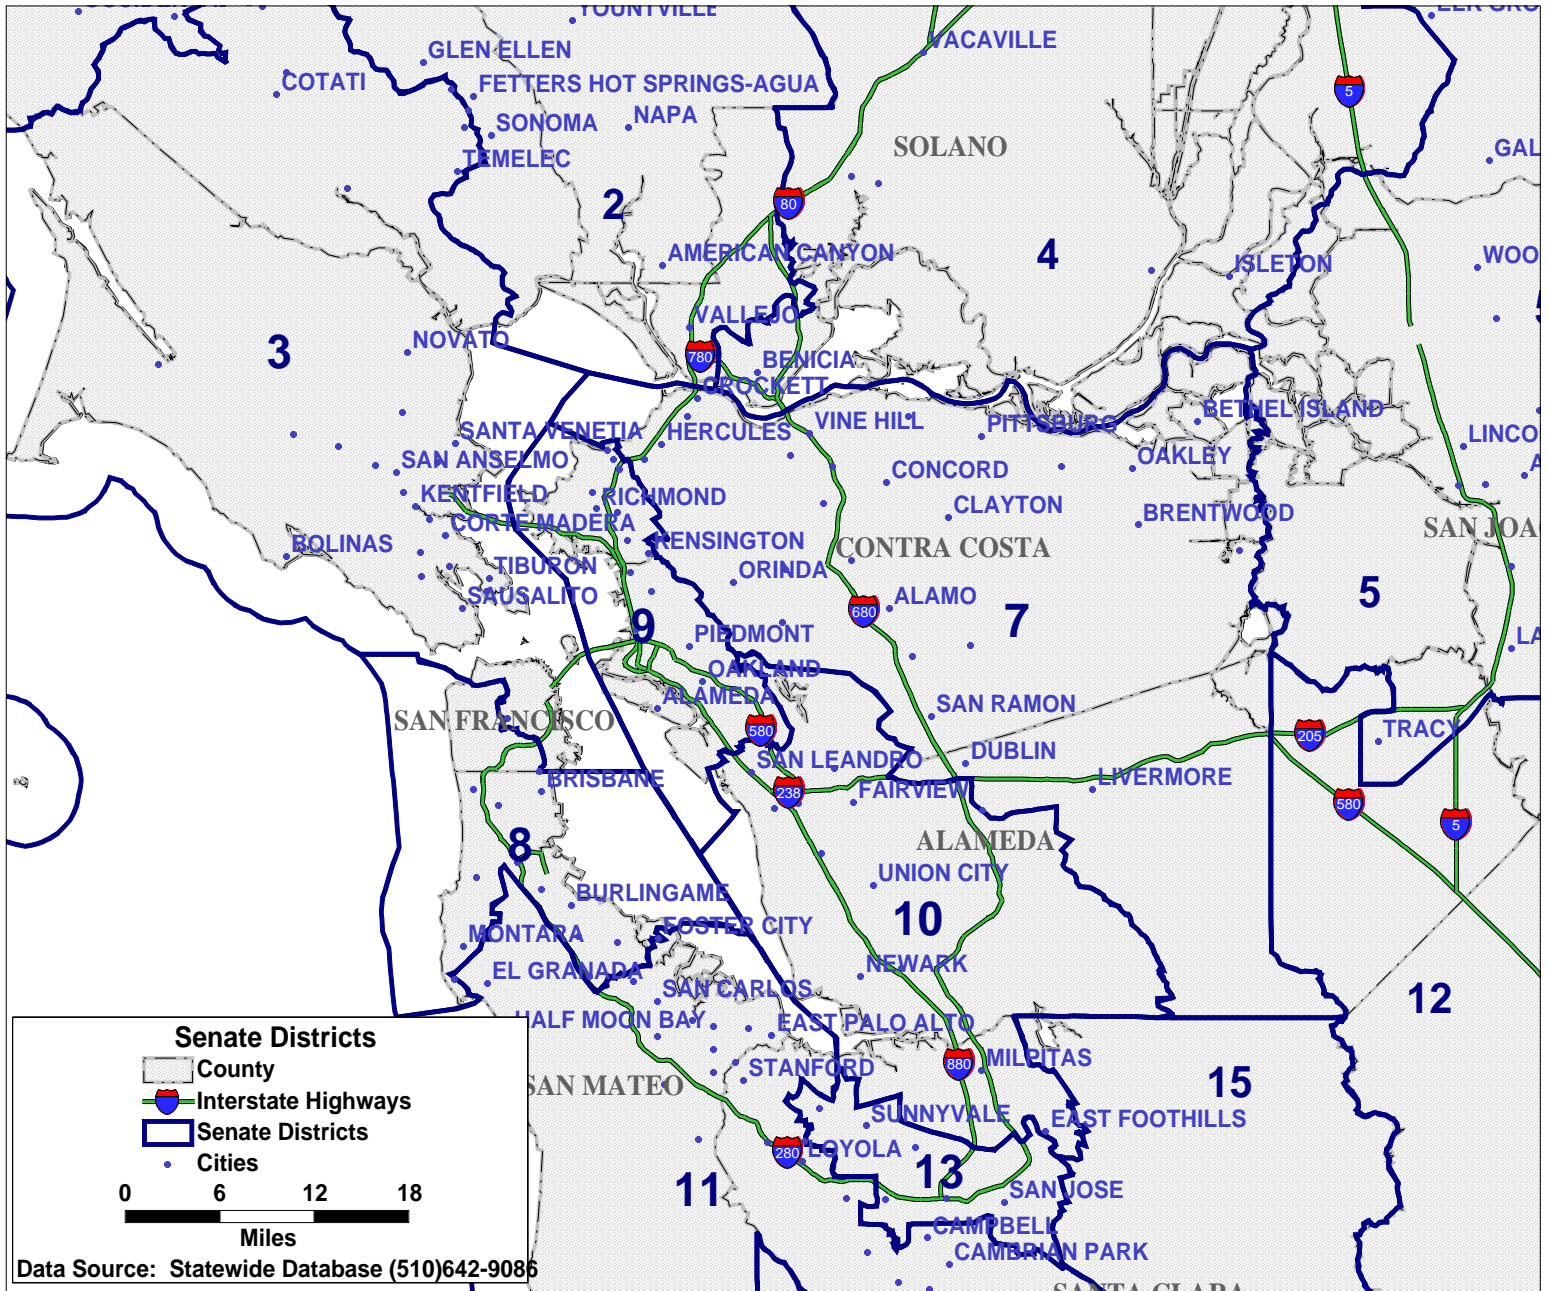 YOUNTVILLE
GLEN ELLEN
VACAVILLE
COTATI
FETTERS HOT SPRINGS-AGUA
5
SONOMA
NAPA
SOLANO
GAL
TEMELEC
2
80
4
AMERICAN CANYON
ISLETON
WOO
VALLEJO
3
NOVATO
780
BENICIA
CROCKETT
BETHEL ISLAND
SANTA VENETIA
HERCULES
VINE HILL
PITTSBURG
LINCO
SAN ANSELMO
CONCORD
OAKLEY
A
KENTFIELD
RICHMOND
CLAYTON
BRENTWOOD
CORTE MADERA
SAN JOA
BOLINAS
KENSINGTON
CONTRA COSTA
TIBURON
ORINDA
SAUSALITO
680
ALAMO
5
9
PIEDMONT
7
LA
OAKLAND
ALAMEDA
SAN RAMON
SAN FRANCISCO
580
205
TRACY
SAN LEANDRO
DUBLIN
BRISBANE
238
FAIRVIEW
LIVERMORE
580
5
8
ALAMEDA
UNION CITY
BURLINGAME
10
MONTARA
FOSTER CITY
EL GRANADA
NEWARK
SAN CARLOS
12
HALF MOON BAY
EAST PALO ALTO
STANFORD
880
MILPITAS
SAN MATEO
15
SUNNYVALE
EAST FOOTHILLS
280
LOYOLA
13
11
SAN JOSE
CAMPBELL
CAMBRIAN PARK
SANTA CLARA
Senate Districts
County
Interstate Highways
Senate Districts
Cities
0 6 12 18
Miles
Data Source: Statewide Database (510)642-9086